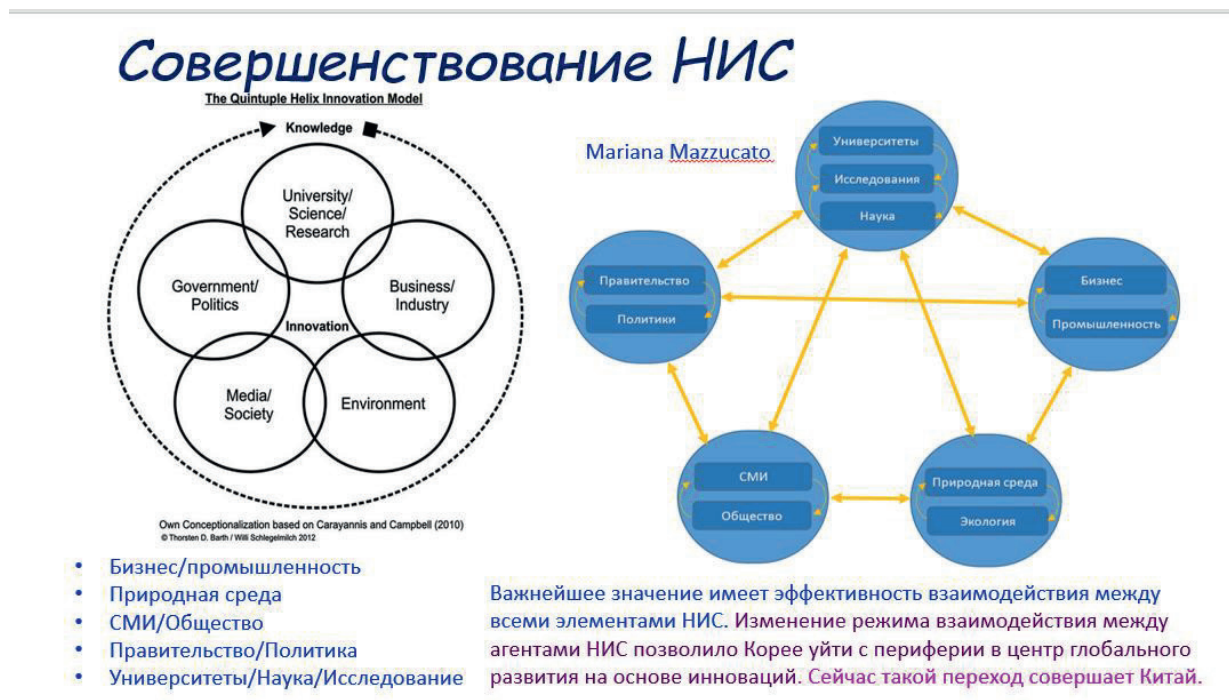 Совершенствование НИС
The Quintuple Helix Innovation Model
Knowledge
University/
Science/
Research
Government/
Politics
Business/
Industry
Innovation
Media/
Society
Environment
Own Conceptionalization based on Carayannis and Campbell (2010)
© Thorsten D. Barth / Willi Schlegelmilch 2012
Mariana Mazzucato
Университеты
Исследования
Наука
Правительство
Политики
Бизнес
Промышленность
СМИ
Общество
Природная среда
Экология
• Бизнес/промышленность
• Природная среда
• СМИ/Общество
• Правительство/Политика
• Университеты/Наука/Исследование
Важнейшее значение имеет эффективность взаимодействия между
всеми элементами НИС. Изменение режима взаимодействия между
агентами НИС позволило Корее уйти с периферии в центр глобального
развития на основе инноваций. Сейчас такой переход совершает Китай.